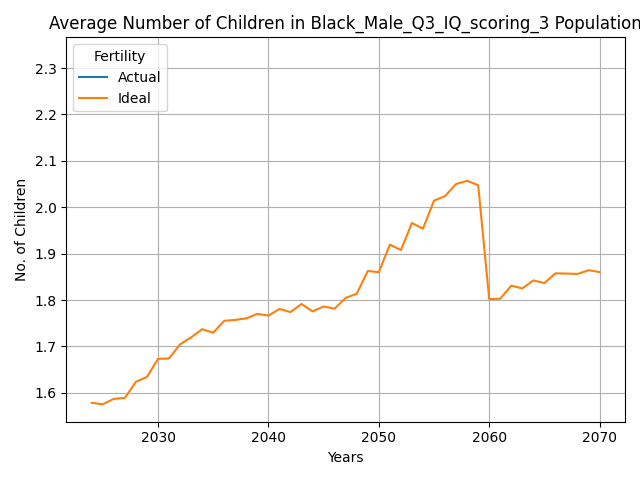 Average Number of Children in Black_Male_Q3_IQ_scoring_3 Population
Fertility
Actual
Ideal
No. of Children
2.3
2.2
2.1
2.0
1.9
1.8
1.7
1.6
2030 2040 2050 2060 2070
Years